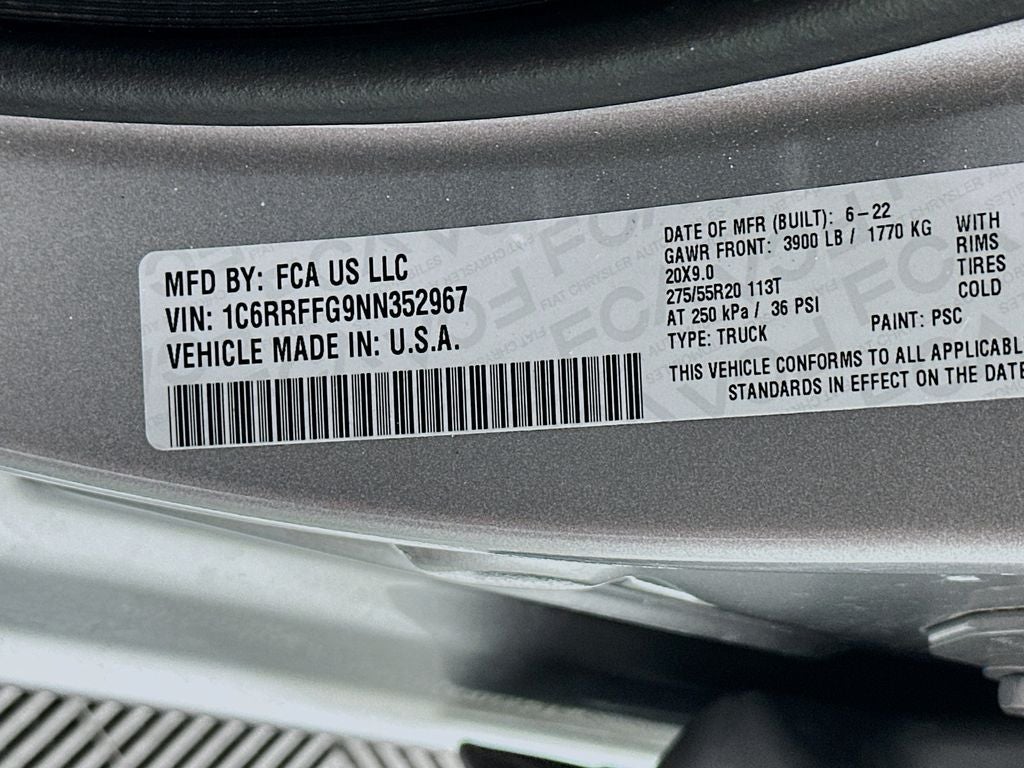 MFD BY: FCA US LLC
VIN: 1C6RRFFG9NN352967
VEHICLE MADE IN: U.S.A.
DATE OF MFR (BUILT): 6-22
GAWR FRONT: 3900 LB / 1770 KG WITH
20X9.0 RIMS
275/55R20 113T TIRES
AT 250 kPa / 36 PSI COLD
TYPE: TRUCK PAINT: PSC
THIS VEHICLE CONFORMS TO ALL APPLICABL
STANDARDS IN EFFECT ON THE DATE